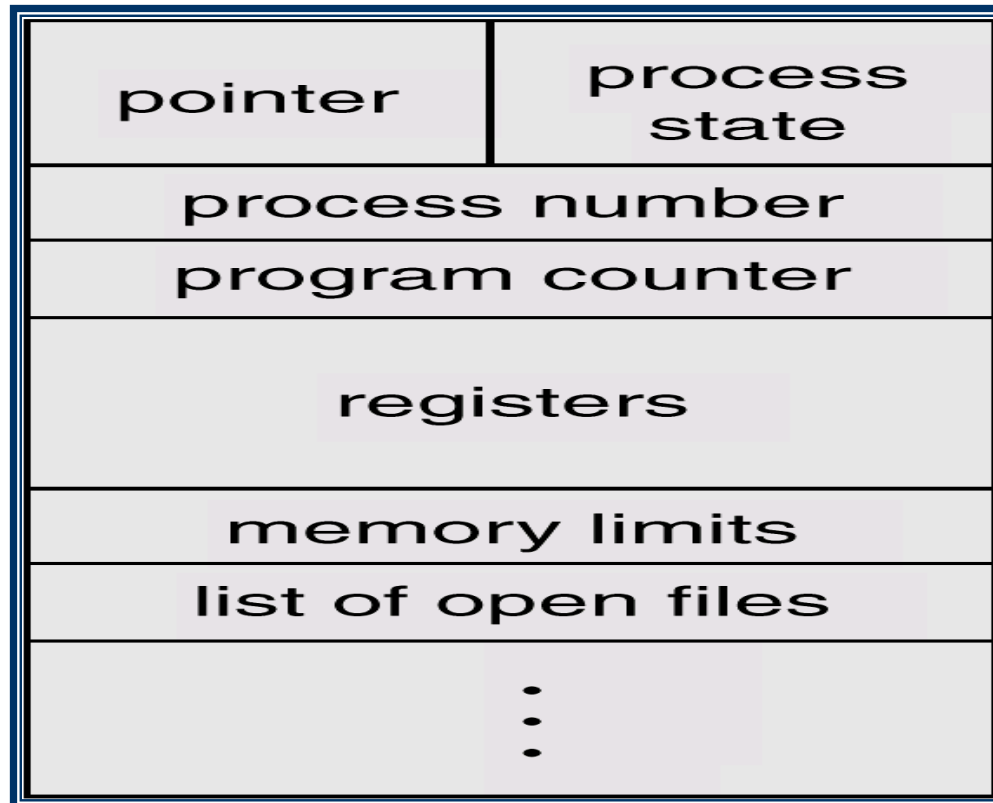 pointer
process
state
process number
program counter
registers
memory limits
list of open files